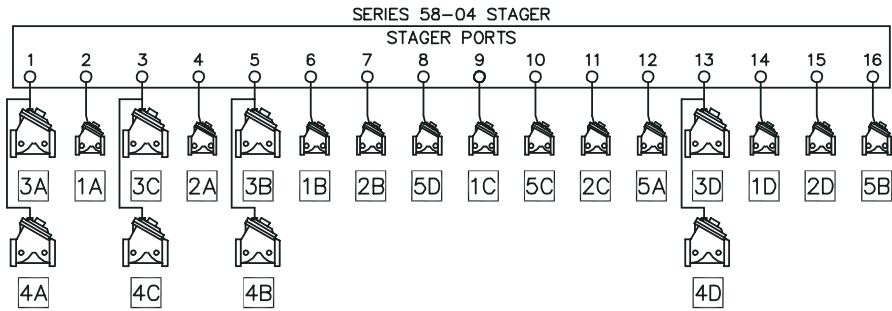 SERIES 58-04 STAGER
STAGER PORTS
1 2 3 4 5 6 7 8 9 10 11 12 13 14 15 16
3A 1A 3C 2A 3B 1B 2B 5D 1C 5C 2C 5A 3D 1D 2D 5B
4A 4C 4B 4D